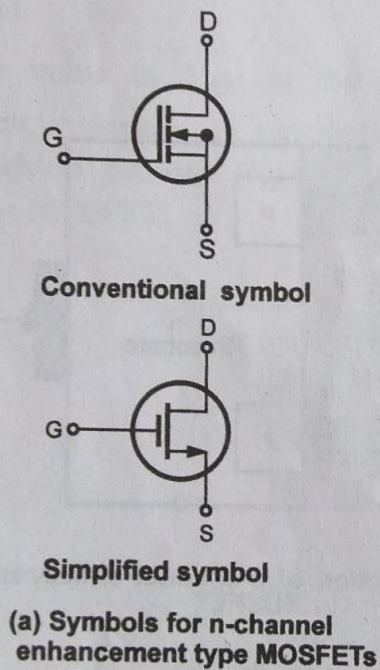 D
G
S
Conventional symbol
D
G
S
Simplified symbol
(a) Symbols for n-channel
enhancement type MOSFETs